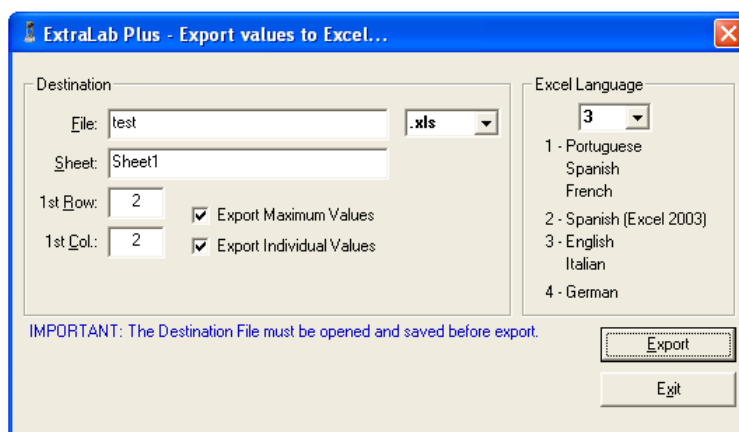 ExtraLab Plus - Export values to Excel...
Destination
File: test .xls
Sheet: Sheet1
1st Row: 2
1st Col.: 2
Export Maximum Values
Export Individual Values
Excel Language
3
1 - Portuguese
Spanish
French
2 - Spanish (Excel 2003)
3 - English
Italian
4 - German
IMPORTANT: The Destination File must be opened and saved before export.
Export
Exit